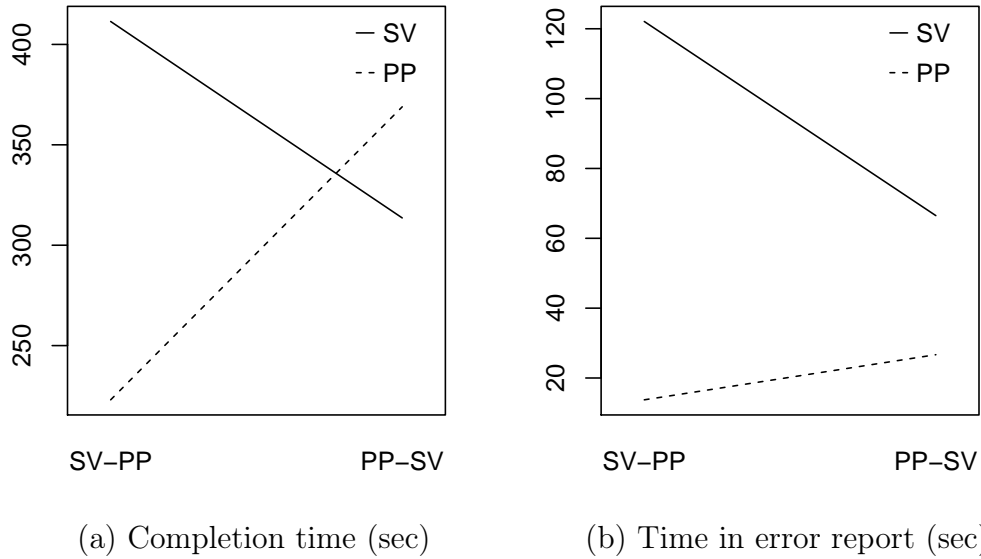 400
350
300
250
SV
PP
SV–PP
PP–SV
(a) Completion time (sec)
120
100
80
60
40
20
SV
PP
SV–PP
PP–SV
(b) Time in error report (sec)